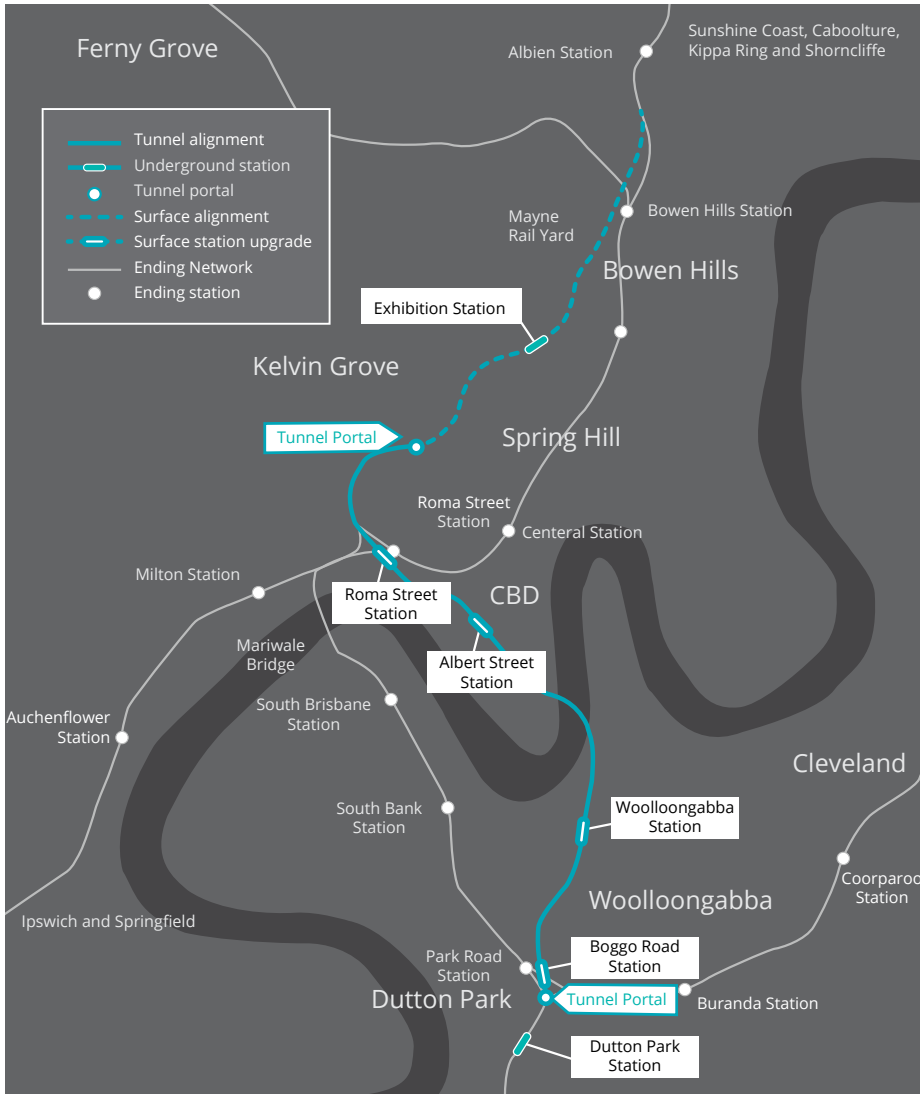 Ferny Grove
Albien Station
Sunshine Coast, Caboolture,
Kippa Ring and Shorncliffe
Tunnel alignment
Underground station
Tunnel portal
Surface alignment
Surface station upgrade
Ending Network
Ending station
Mayne
Rail Yard
Bowen Hills Station
Bowen Hills
Exhibition Station
Kelvin Grove
Tunnel Portal
Spring Hill
Roma Street
Station
Centeral Station
Milton Station
Roma Street
Station
CBD
Mariwale
Bridge
Albert Street
Station
South Brisbane
Station
Auchenflower
Station
Cleveland
South Bank
Station
Woolloongabba
Station
Coorparoo
Station
Ipswich and Springfield
Woolloongabba
Park Road
Station
Boggo Road
Station
Dutton Park
Tunnel Portal
Buranda Station
Dutton Park
Station